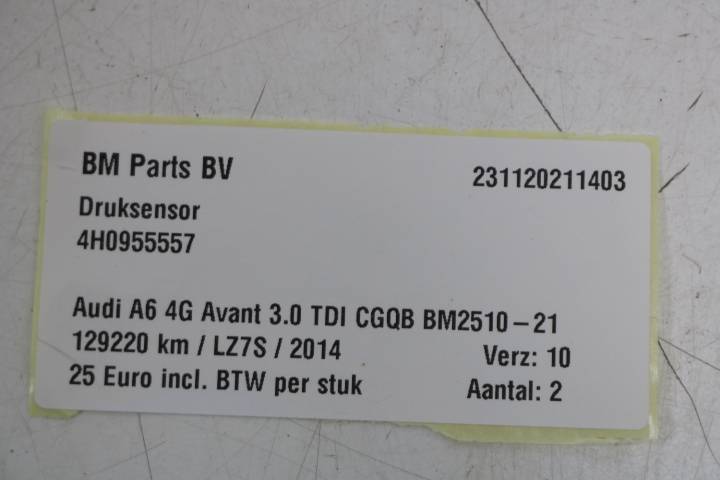 BM Parts BV 231120211403
Druksensor
4H0955557
Audi A6 4G Avant 3.0 TDI CGQB BM2510-21
129220 km / LZ7S / 2014 Verz: 10
25 Euro incl. BTW per stuk Aantal: 2